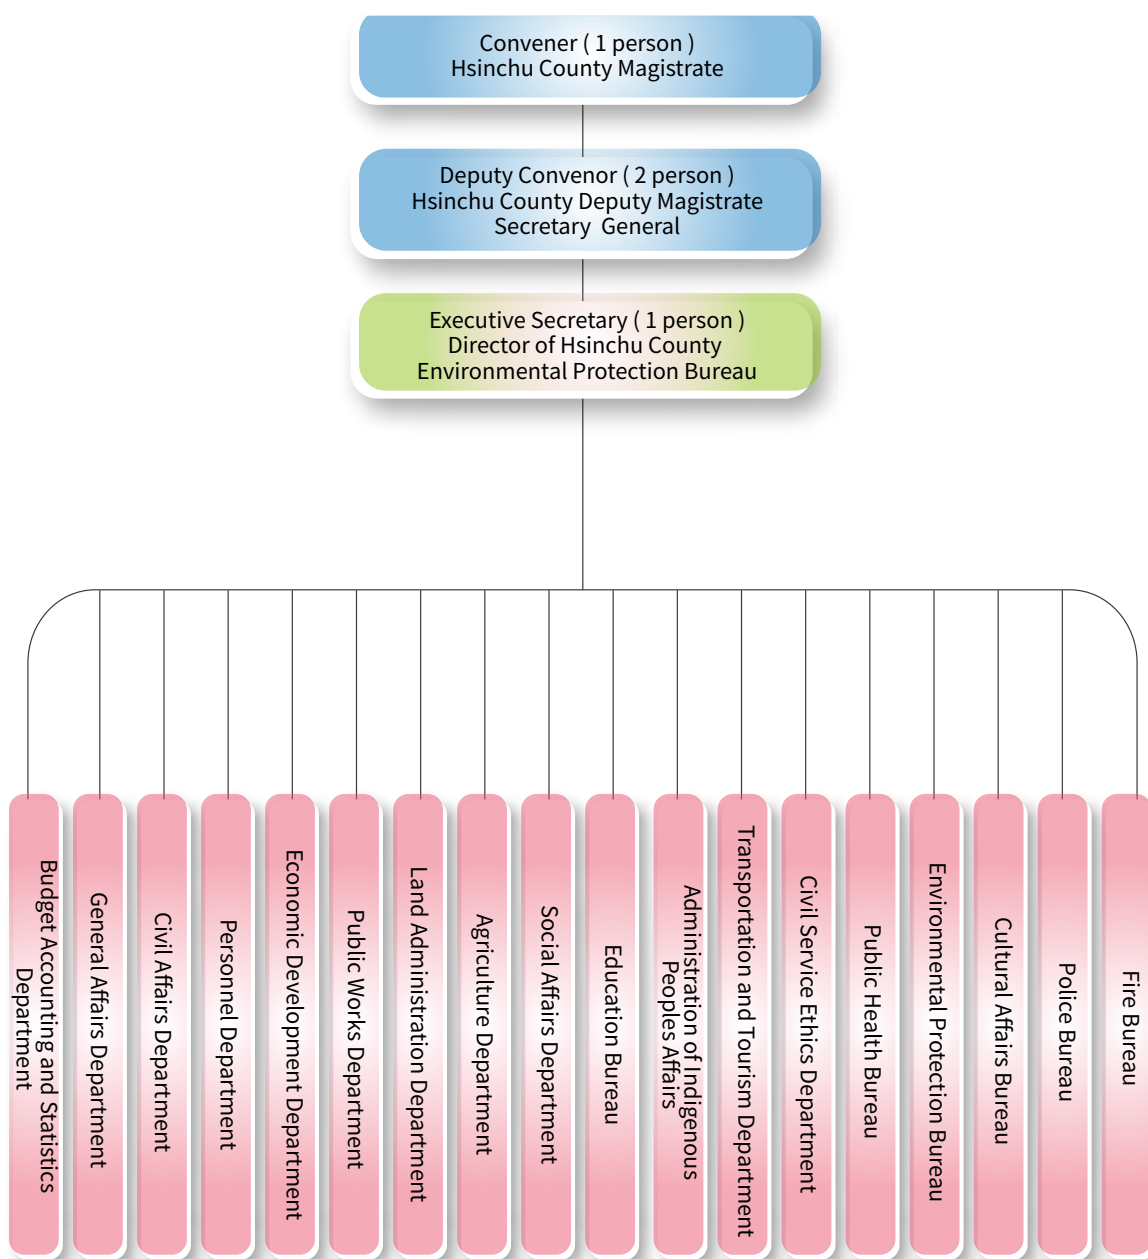 Convener ( 1 person )
Hsinchu County Magistrate
Deputy Convenor ( 2 person )
Hsinchu County Deputy Magistrate
Secretary General
Executive Secretary ( 1 person )
Director of Hsinchu County
Environmental Protection Bureau
Budget Accounting and Statistics
Department
General Affairs Department
Civil Affairs Department
Personnel Department
Economic Development Department
Public Works Department
Land Administration Department
Agriculture Department
Social Affairs Department
Education Bureau
Administration of Indigenous
Peoples Affairs
Transportation and Tourism Department
Civil Service Ethics Department
Public Health Bureau
Environmental Protection Bureau
Cultural Affairs Bureau
Police Bureau
Fire Bureau